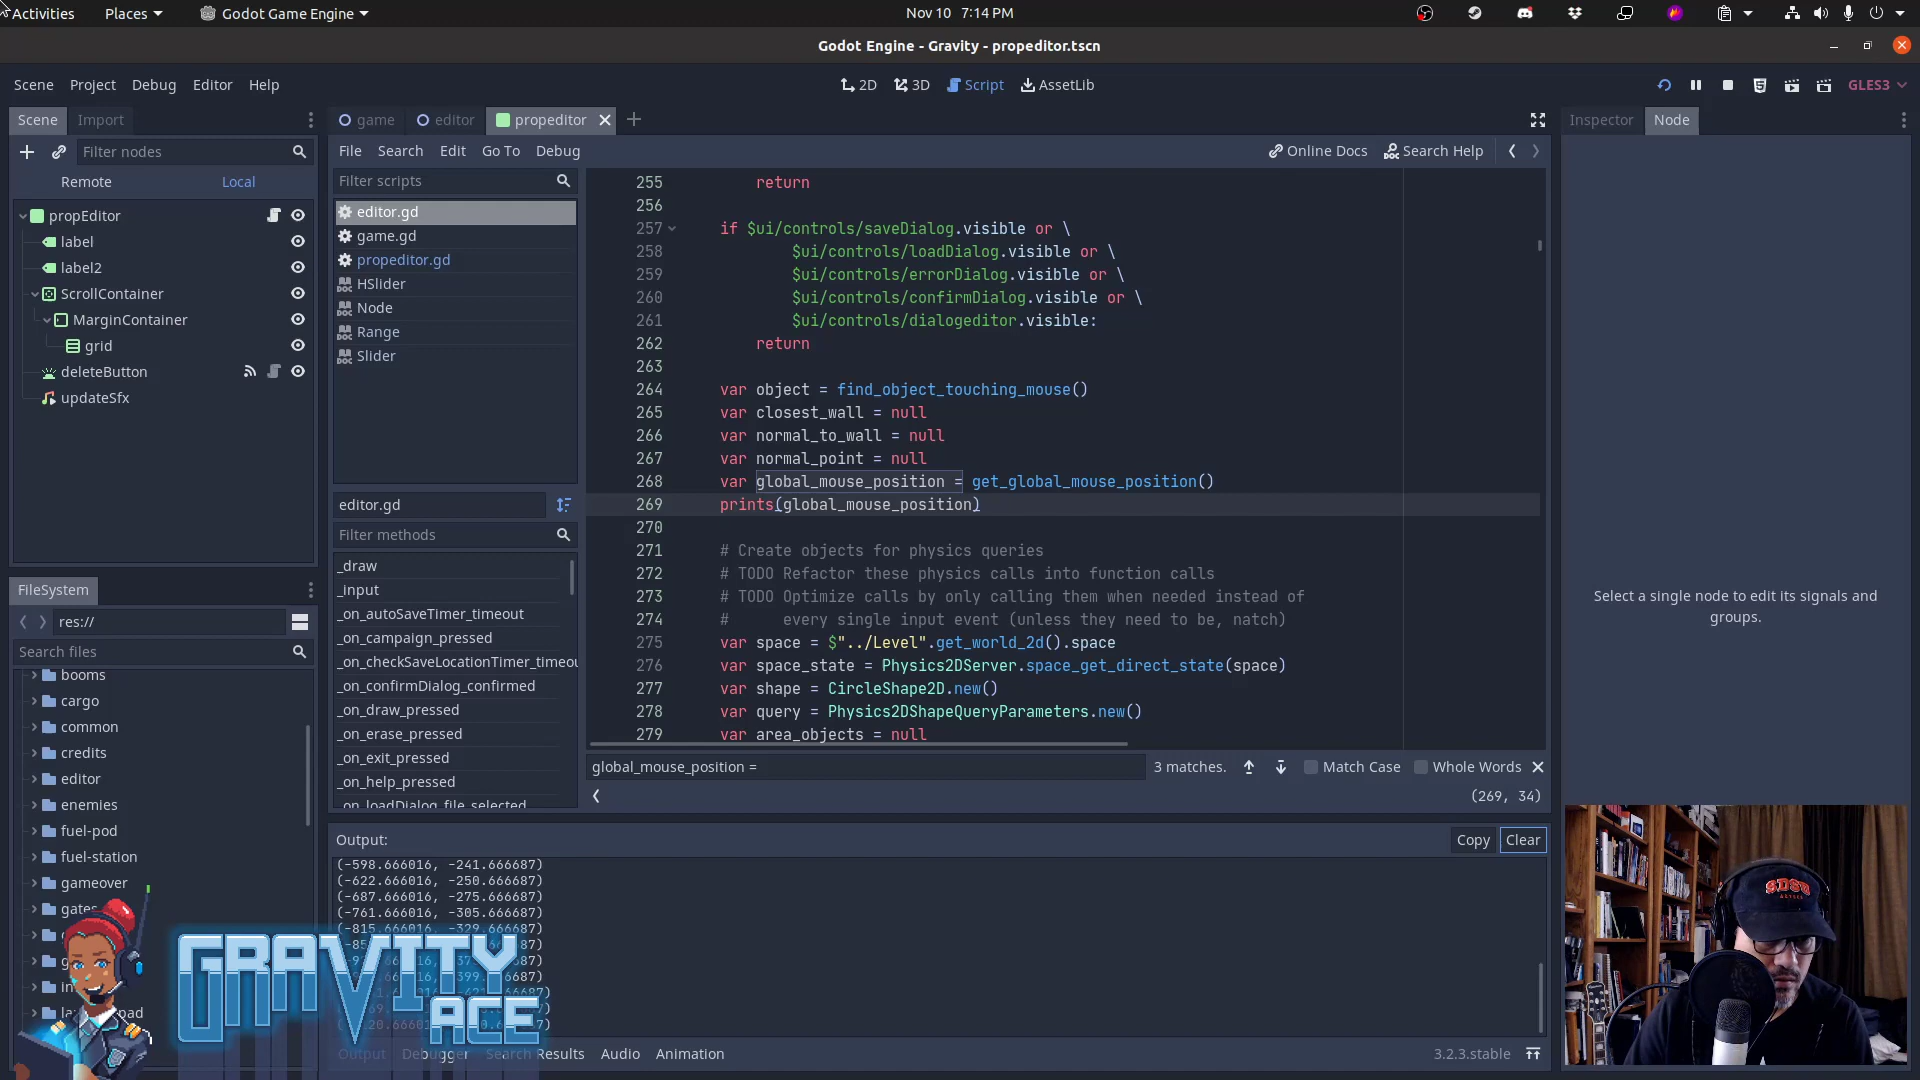 Activities Places Godot Game Engine Nov 10 7:14 PM
Godot Engine - Gravity - propeditor.tscn
Scene Project Debug Editor Help 2D 3D Script AssetLib GLES3
Scene Import
Filter nodes
Remote Local
propEditor
label
label2
ScrollContainer
MarginContainer
grid
deleteButton
updateSfx
FileSystem
res://
Search files
booms
cargo
common
credits
editor
enemies
fuel-pod
fuel-station
gameover
gates
game editor propeditor
File Search Edit Go To Debug Online Docs Search Help
Filter scripts
editor.gd
game.gd
propeditor.gd
HSlider
Node
Range
Slider
editor.gd
Filter methods
_draw
_input
_on_autoSaveTimer_timeout
_on_campaign_pressed
_on_checkSaveLocationTimer_timeou
_on_confirmDialog_confirmed
_on_draw_pressed
_on_erase_pressed
_on_exit_pressed
_on_help_pressed
_on_loadDialog_file_selected
255 return
256
257 if $ui/controls/saveDialog.visible or \
258 $ui/controls/loadDialog.visible or \
259 $ui/controls/errorDialog.visible or \
260 $ui/controls/confirmDialog.visible or \
261 $ui/controls/dialogeditor.visible:
262 return
263
264 var object = find_object_touching_mouse()
265 var closest_wall = null
266 var normal_to_wall = null
267 var normal_point = null
268 var global_mouse_position = get_global_mouse_position()
269 prints(global_mouse_position)
270
271 # Create objects for physics queries
272 # TODO Refactor these physics calls into function calls
273 # TODO Optimize calls by only calling them when needed instead of
274 # every single input event (unless they need to be, natch)
275 var space = $"../Level".get_world_2d().space
276 var space_state = Physics2DServer.space_get_direct_state(space)
277 var shape = CircleShape2D.new()
278 var query = Physics2DShapeQueryParameters.new()
279 var area_objects = null
global_mouse_position = 3 matches. Match Case Whole Words
(269, 34)
Output: Copy Clear
(-598.666016, -241.666687)
(-622.666016, -250.666687)
(-687.666016, -275.666687)
(-761.666016, -305.666687)
(-815.666016, -329.666687)
Output Debugger Search Results Audio Animation 3.2.3.stable
Inspector Node
Select a single node to edit its signals and
groups.
GRAVITY
ACE
SDSU